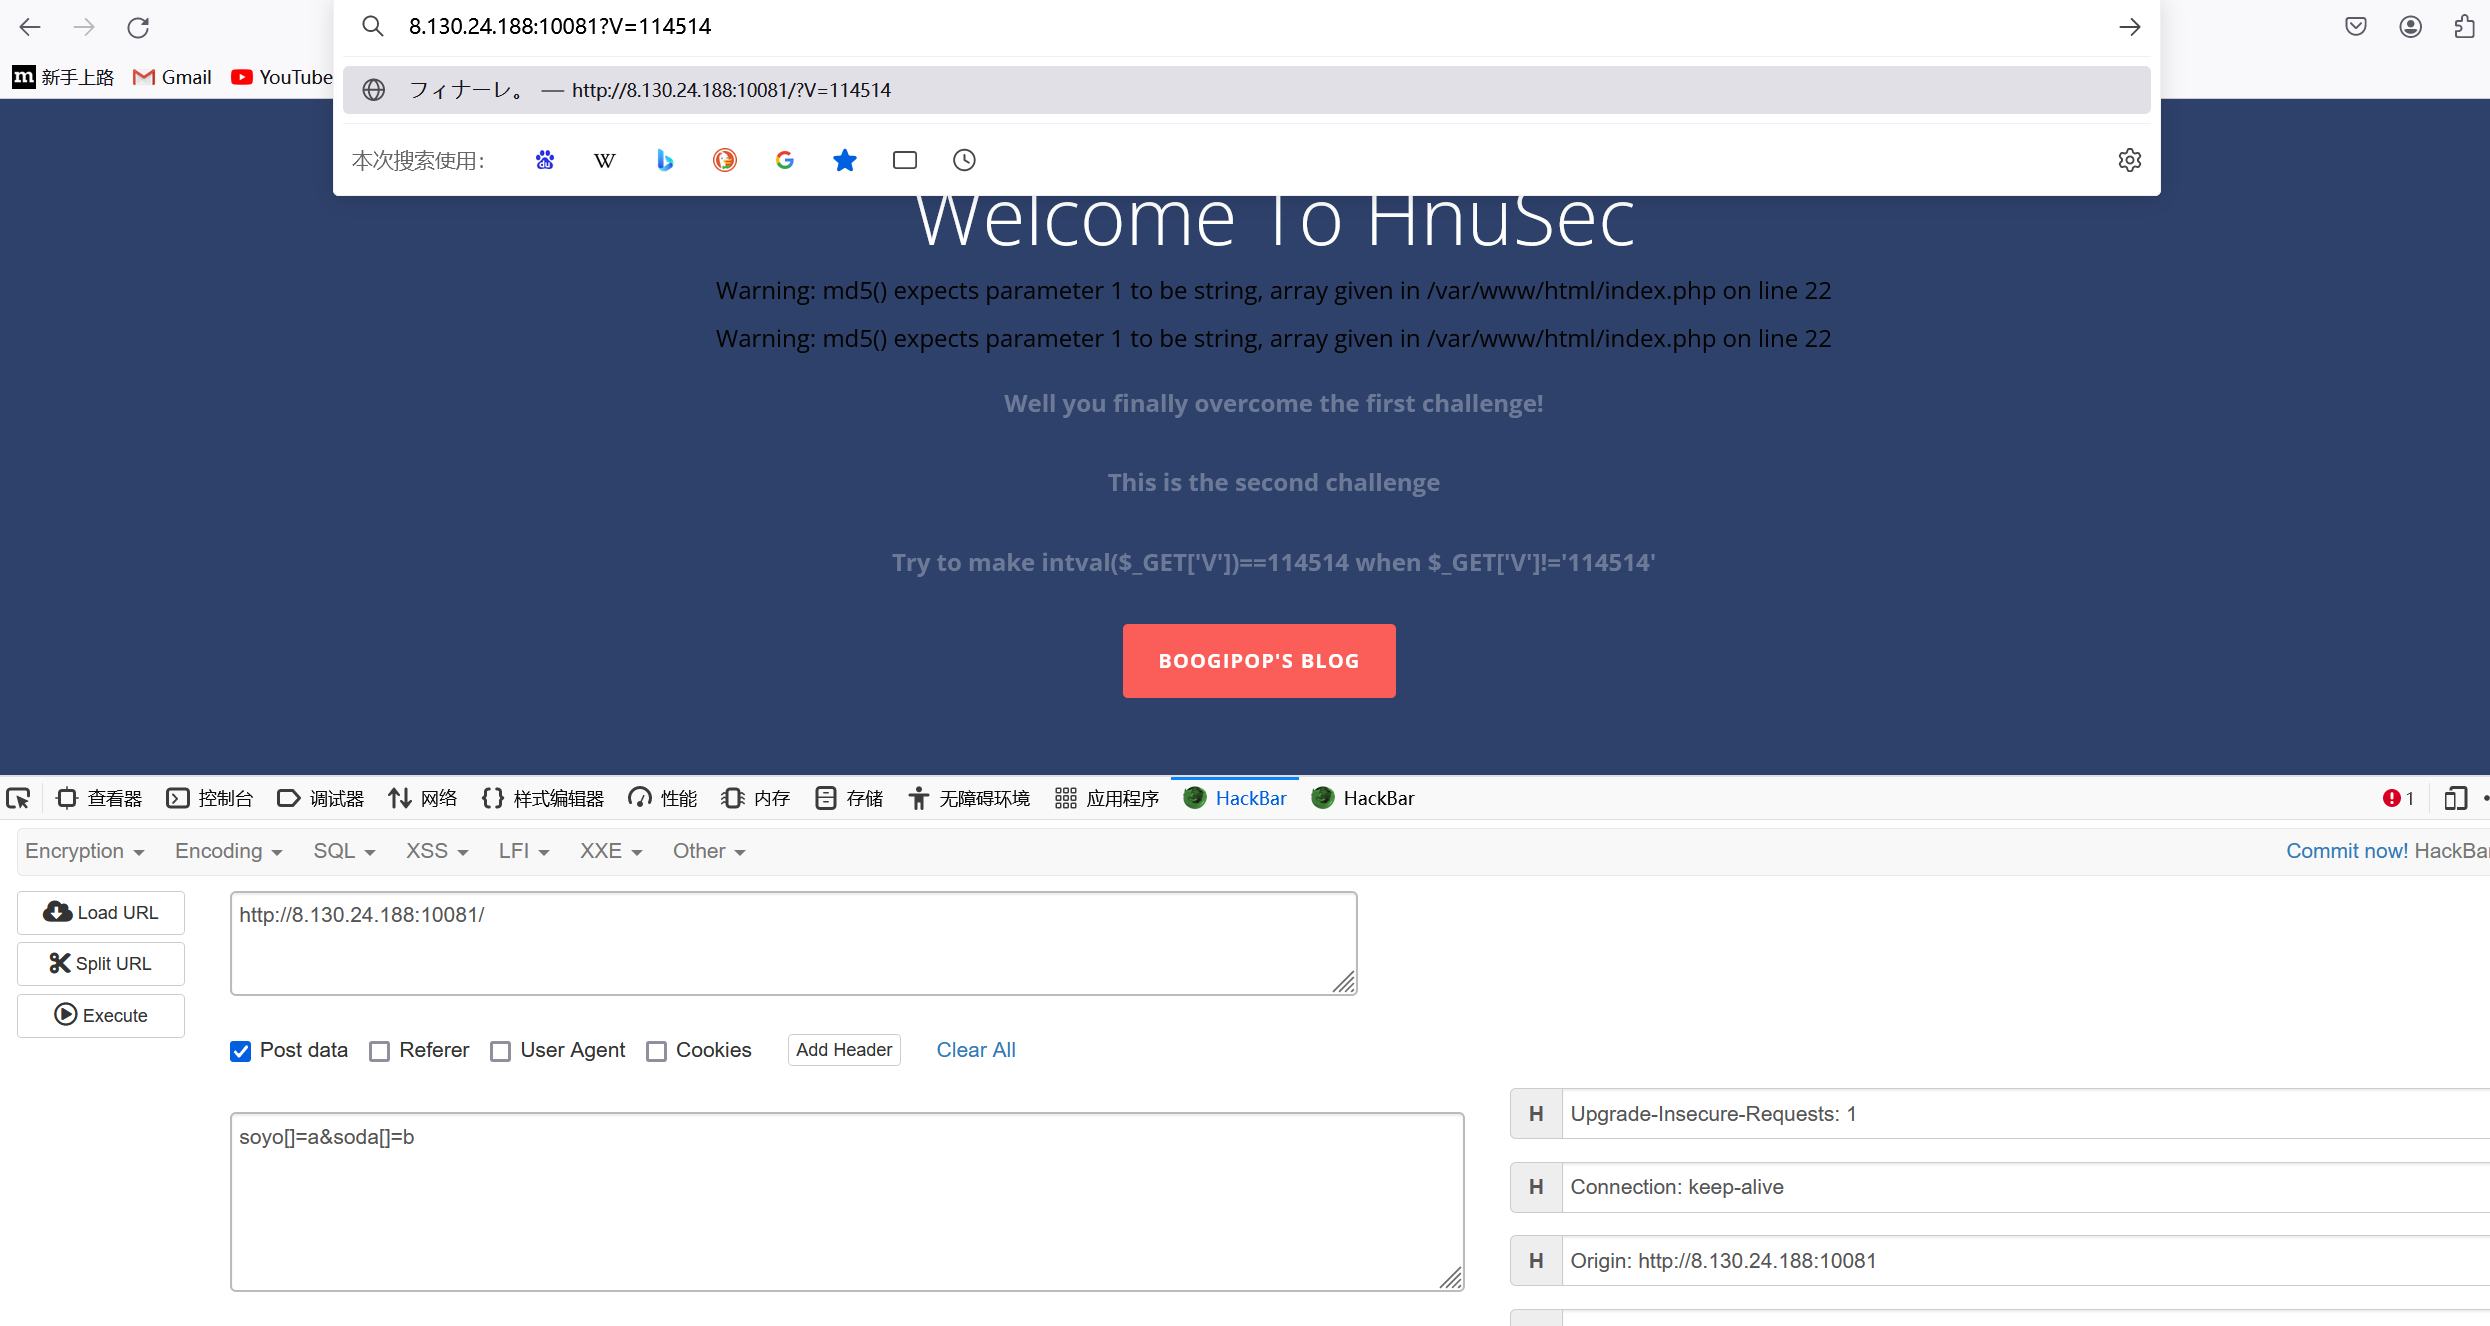 8.130.24.188:10081?V=114514
m 新手上路 Gmail YouTube
フィナーレ。 — http://8.130.24.188:10081/?V=114514
本次搜索使用：
Welcome To HnuSec
Warning: md5() expects parameter 1 to be string, array given in /var/www/html/index.php on line 22
Warning: md5() expects parameter 1 to be string, array given in /var/www/html/index.php on line 22
Well you finally overcome the first challenge!
This is the second challenge
Try to make intval($_GET['V'])==114514 when $_GET['V']!='114514'
BOOGIPOP'S BLOG
查看器 控制台 调试器 网络 样式编辑器 性能 内存 存储 无障碍环境 应用程序 HackBar HackBar 1
Encryption Encoding SQL XSS LFI XXE Other Commit now! HackBar
Load URL
http://8.130.24.188:10081/
Split URL
Execute
Post data Referer User Agent Cookies Add Header Clear All
soyo[]=a&soda[]=b
H Upgrade-Insecure-Requests: 1
H Connection: keep-alive
H Origin: http://8.130.24.188:10081